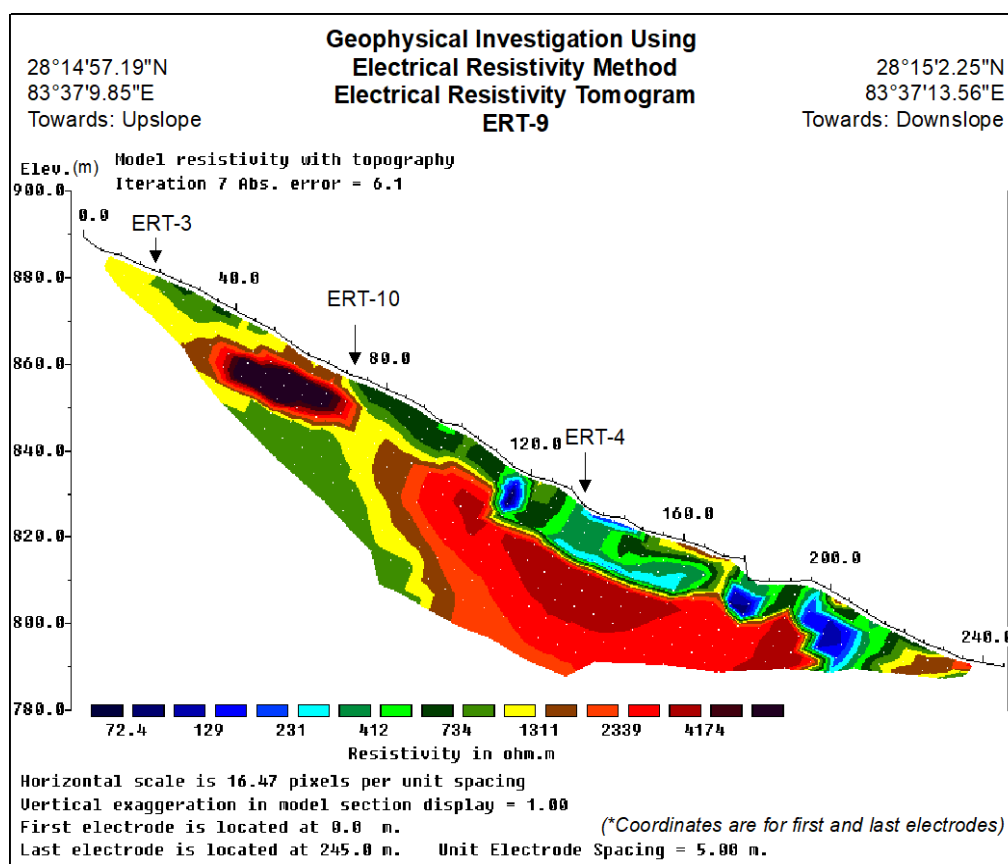 Geophysical Investigation Using
Electrical Resistivity Method
Electrical Resistivity Tomogram
ERT-9
28°14'57.19"N
83°37'9.85"E
Towards: Upslope
28°15'2.25"N
83°37'13.56"E
Towards: Downslope
Model resistivity with topography
Elev.(m)
Iteration 7 Abs. error = 6.1
900.0
0.0
ERT-3
880.0
40.0
ERT-10
860.0
80.0
840.0
120.0
ERT-4
820.0
160.0
200.0
800.0
240.0
780.0
72.4 129 231 412 734 1311 2339 4174
Resistivity in ohm.m
Horizontal scale is 16.47 pixels per unit spacing
Vertical exaggeration in model section display = 1.00
First electrode is located at 0.0 m.
(*Coordinates are for first and last electrodes)
Last electrode is located at 245.0 m. Unit Electrode Spacing = 5.00 m.